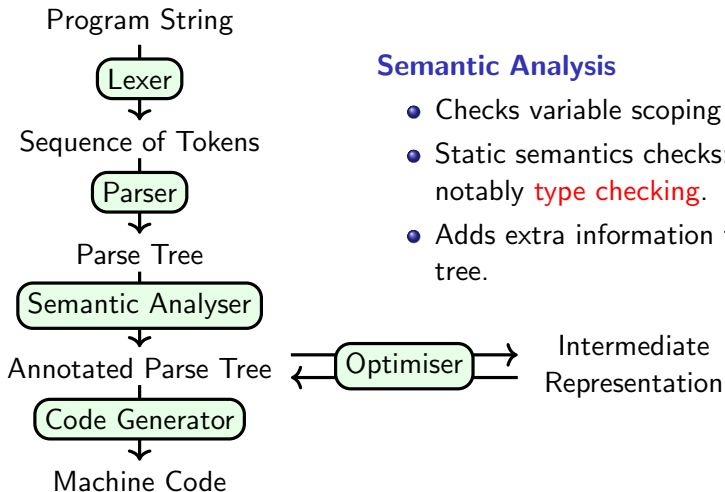 Program String
Lexer
Sequence of Tokens
Parser
Parse Tree
Semantic Analyser
Annotated Parse Tree
Code Generator
Machine Code
Optimiser
Intermediate
Representation
Semantic Analysis
Checks variable scoping
Static semantics checks:
notably type checking.
Adds extra information
tree.